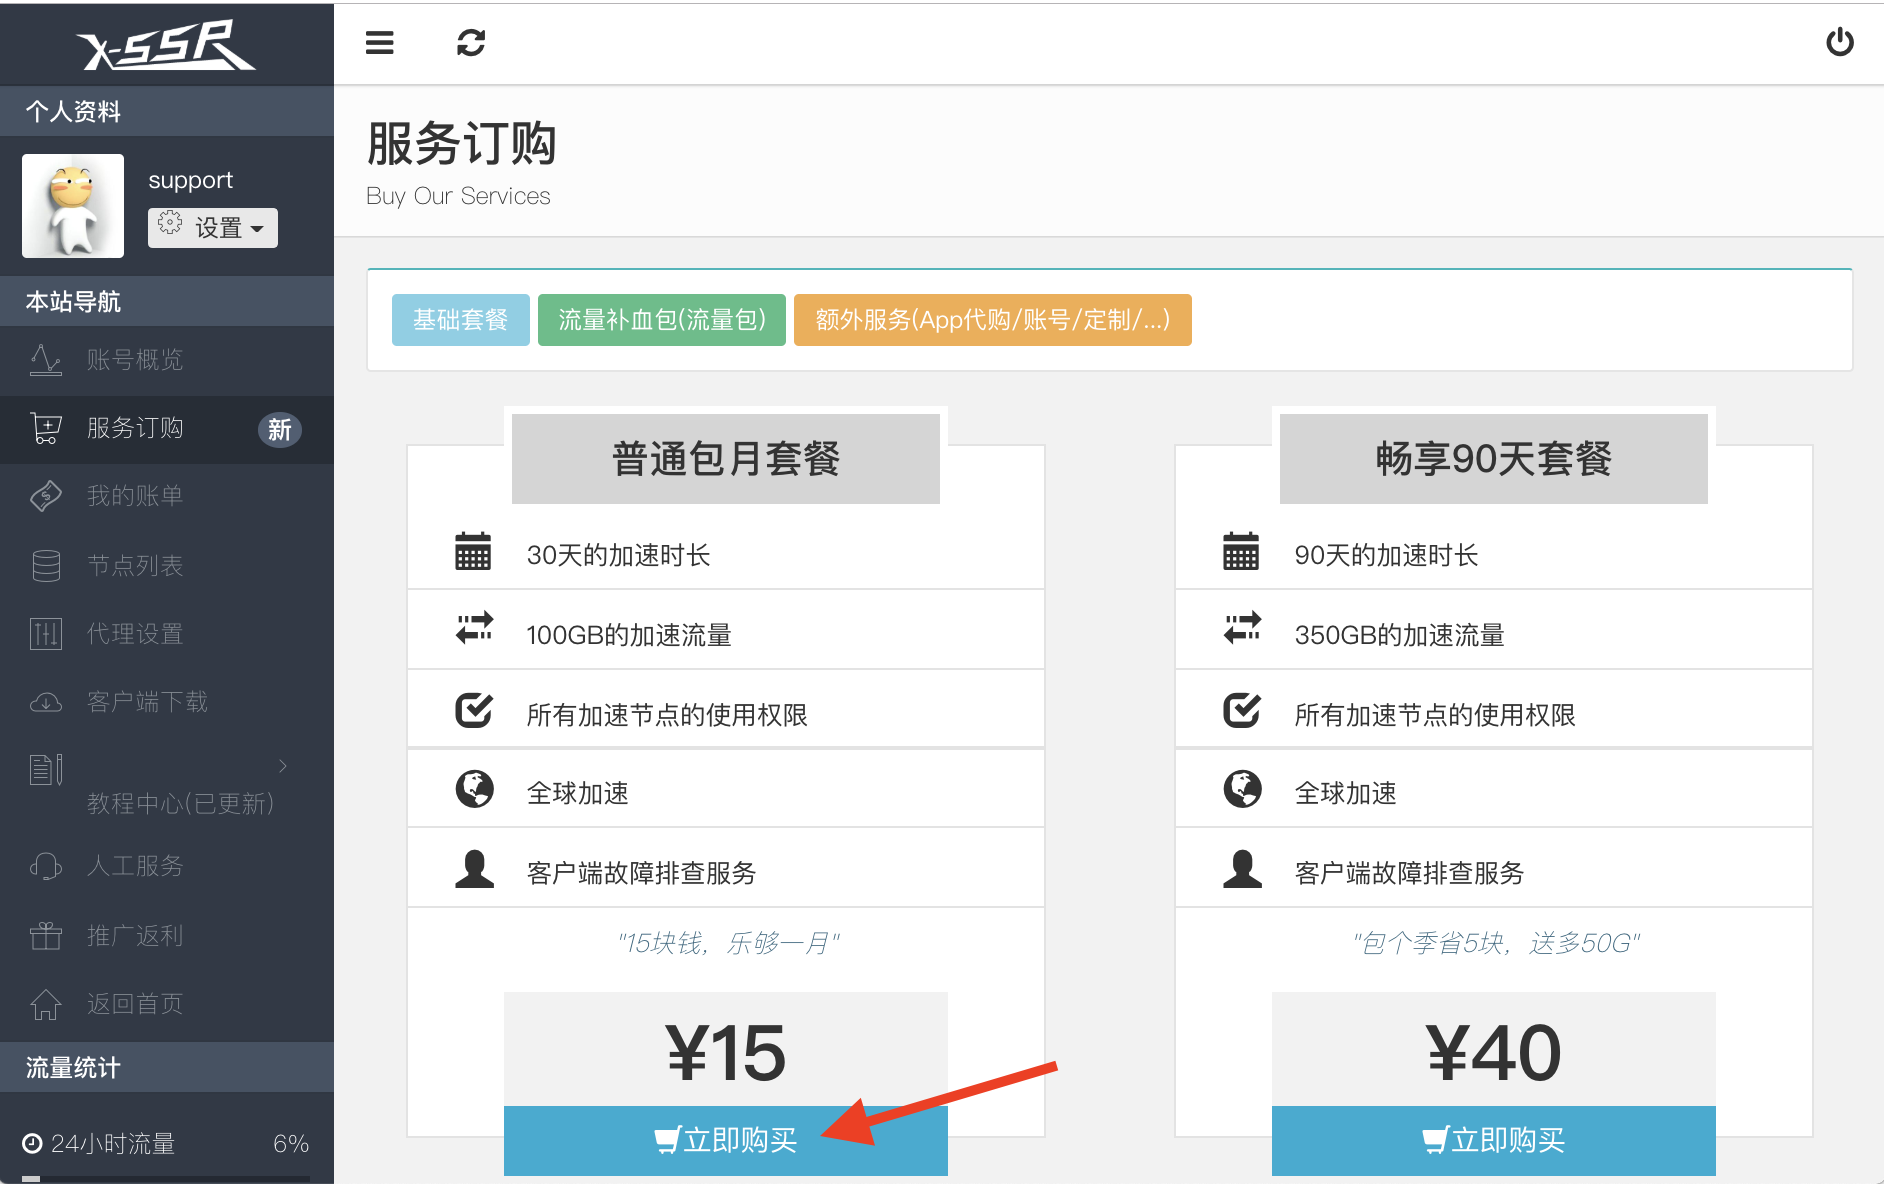 X-SSR
个人资料
support
设置
本站导航
账号概览
服务订购
新
我的账单
节点列表
代理设置
客户端下载
教程中心(已更新)
人工服务
推广返利
返回首页
流量统计
24小时流量 6%
服务订购
Buy Our Services
基础套餐 流量补血包(流量包) 额外服务(App代购/账号/定制/...)
普通包月套餐
30天的加速时长
100GB的加速流量
所有加速节点的使用权限
全球加速
客户端故障排查服务
"15块钱，乐够一月"
¥15
立即购买
畅享90天套餐
90天的加速时长
350GB的加速流量
所有加速节点的使用权限
全球加速
客户端故障排查服务
"包个季省5块，送多50G"
¥40
立即购买